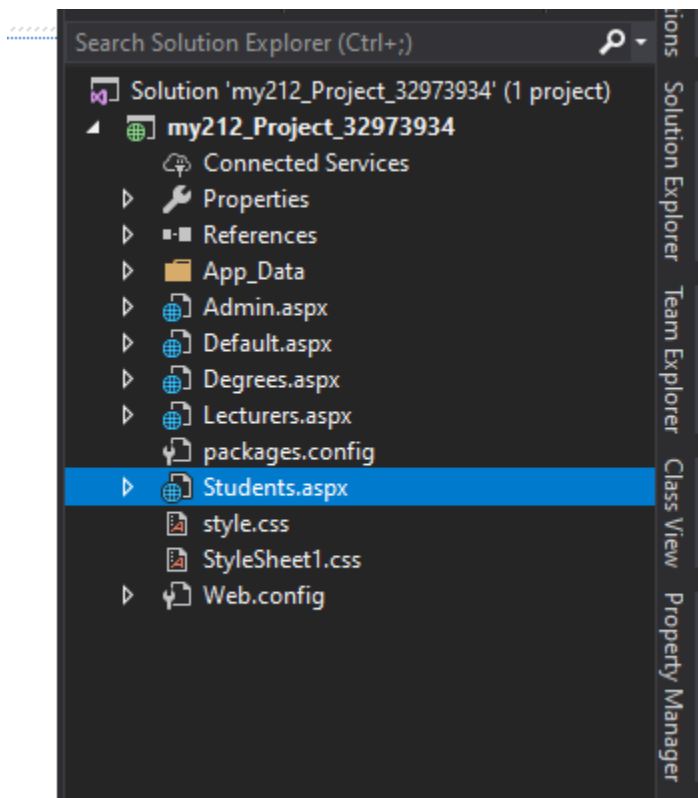 Search Solution Explorer (Ctrl+;)
Solution 'my212_Project_32973934' (1 project)
my212_Project_32973934
Connected Services
Properties
References
App_Data
Admin.aspx
Default.aspx
Degrees.aspx
Lecturers.aspx
packages.config
Students.aspx
style.css
StyleSheet1.css
Web.config
Solution Explorer
Team Explorer
Class View
Property Manager